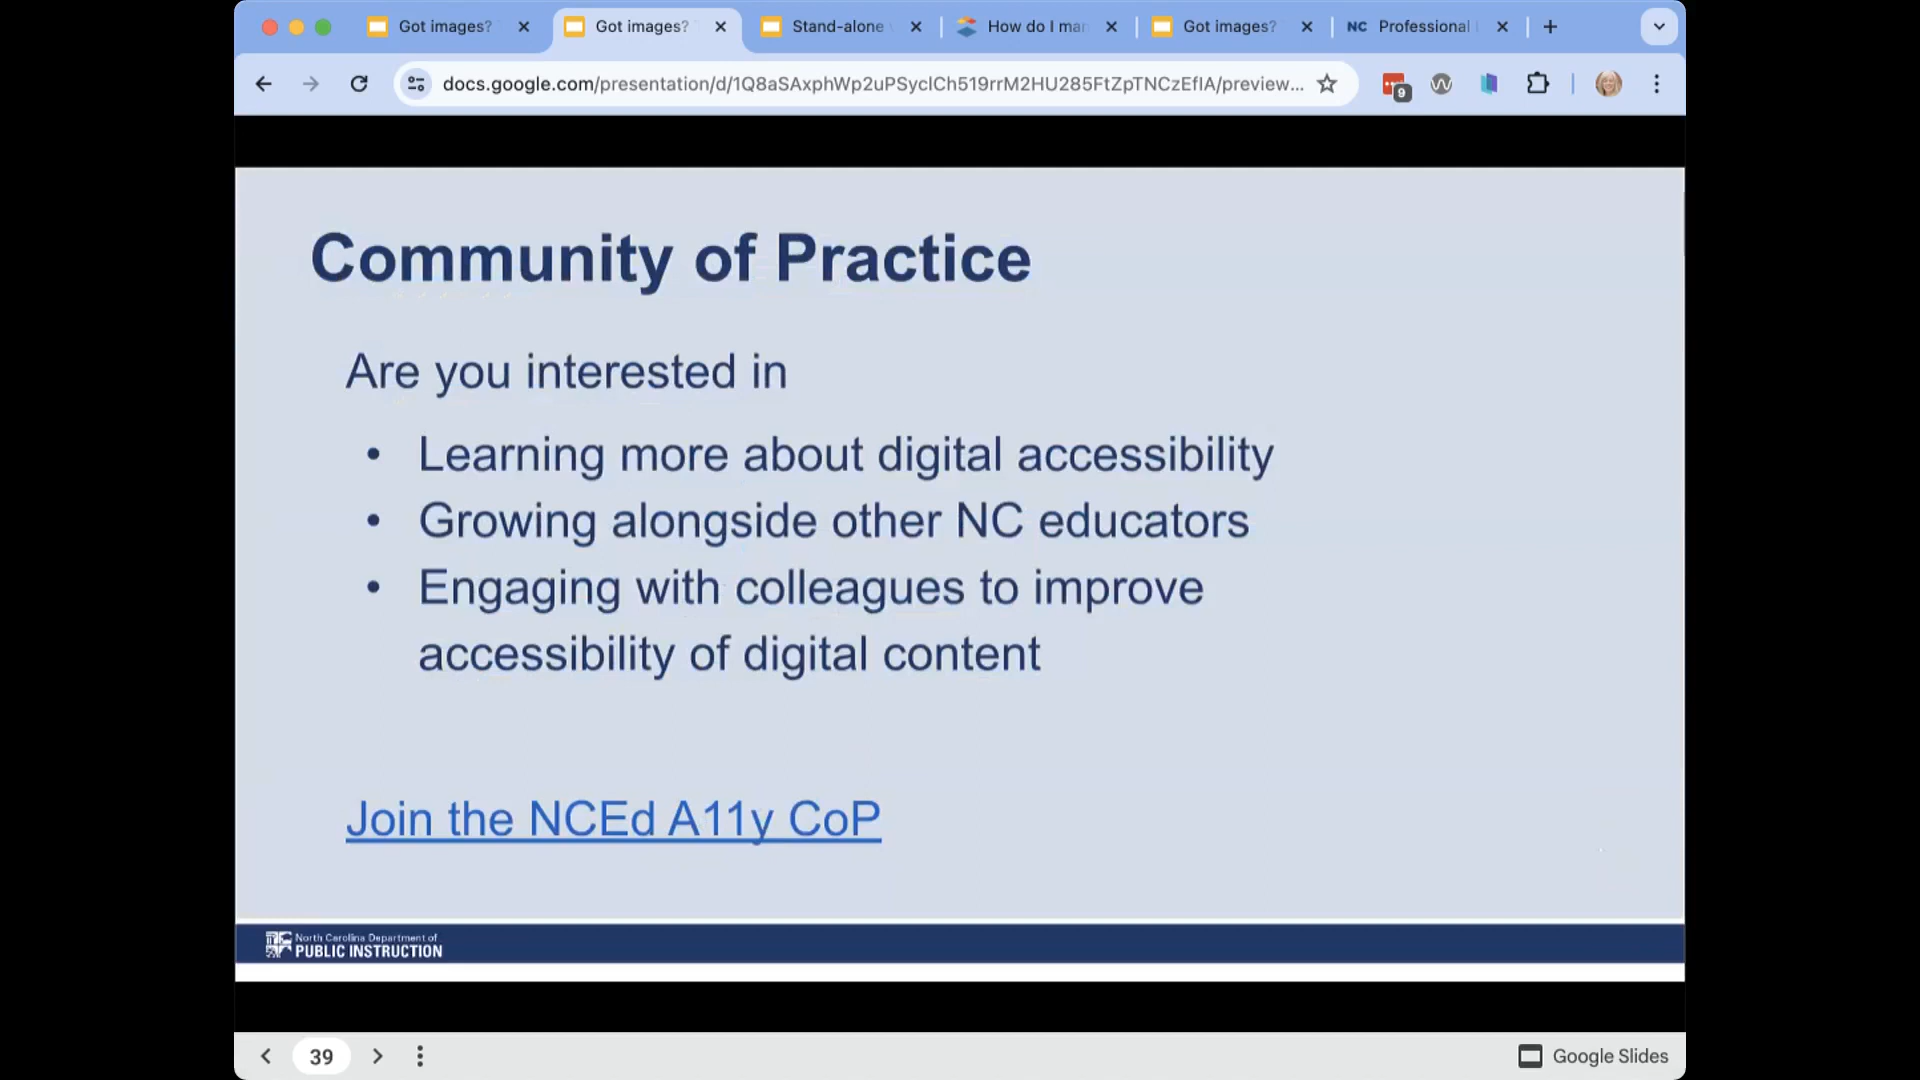 Got images?
Got images?
Stand-alone
How do I mar
Got images?
NC Professional
docs.google.com/presentation/d/1Q8aSAxphWp2uPSyclCh519rrM2HU285FtZpTNCzEfIA/preview...
9
Community of Practice
Are you interested in
• Learning more about digital accessibility
• Growing alongside other NC educators
• Engaging with colleagues to improve
accessibility of digital content
Join the NCEd A11y CoP
North Carolina Department of
PUBLIC INSTRUCTION
39
Google Slides